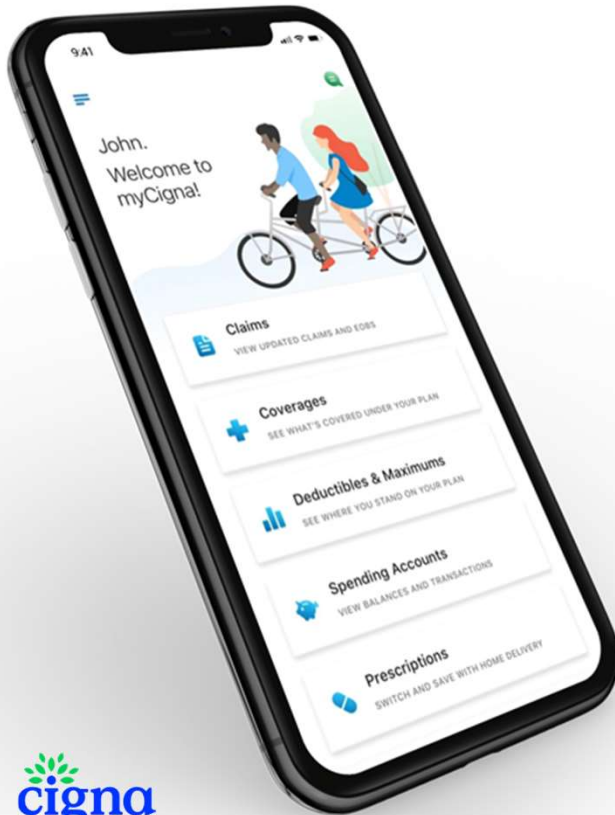 9:41
John.
Welcome to
myCigna!
Claims
VIEW UPDATED CLAIMS AND EOBS
Coverages
SEE WHAT'S COVERED UNDER YOUR PLAN
Deductibles & Maximums
SEE WHERE YOU STAND ON YOUR PLAN
Spending Accounts
VIEW BALANCES AND TRANSACTIONS
Prescriptions
SWITCH AND SAVE WITH HOME DELIVERY
cigna